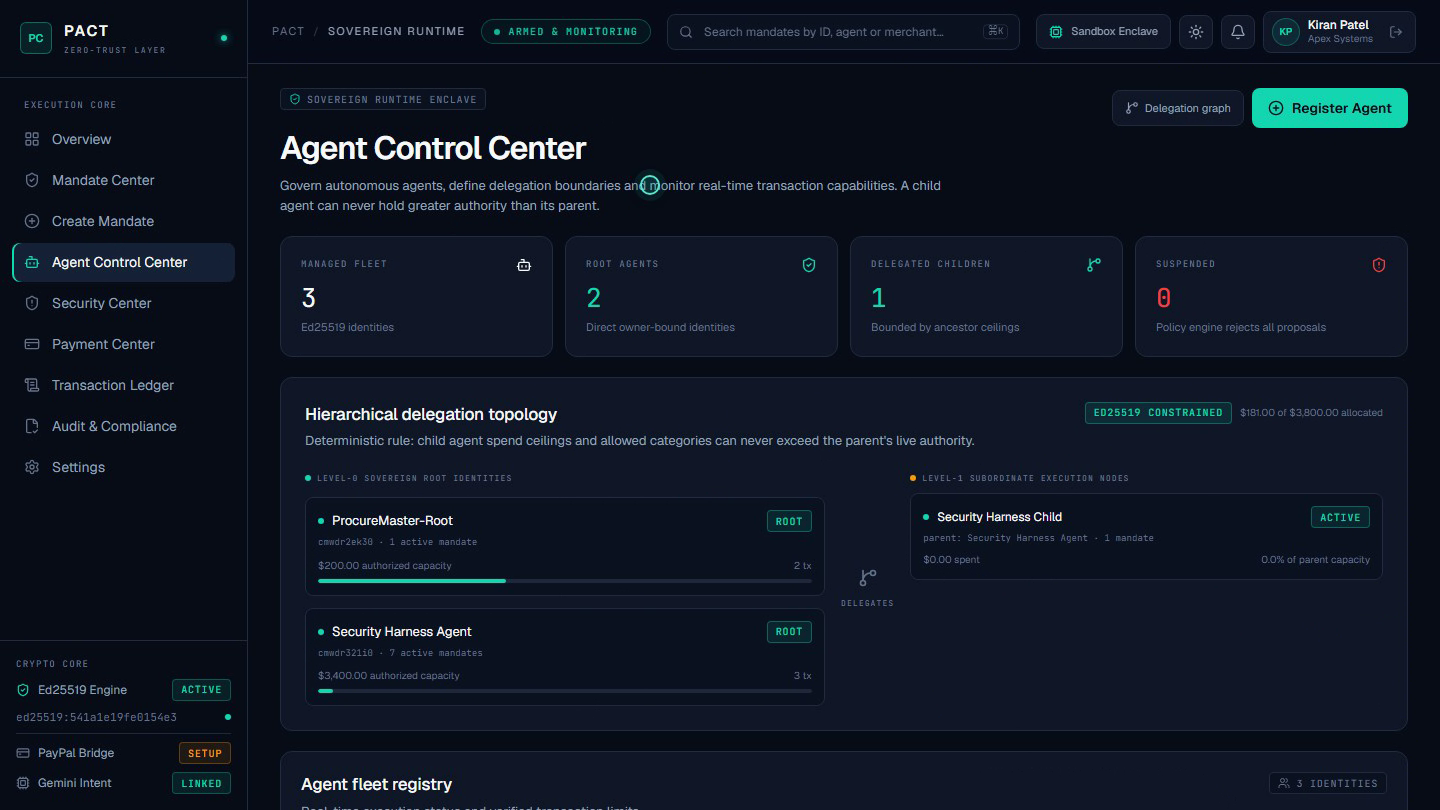 PC
PACT
ZERO-TRUST LAYER
PACT / SOVEREIGN RUNTIME
ARMED & MONITORING
Search mandates by ID, agent or merchant...
⌘K
Sandbox Enclave
KP
Kiran Patel
Apex Systems
EXECUTION CORE
Overview
Mandate Center
Create Mandate
Agent Control Center
Security Center
Payment Center
Transaction Ledger
Audit & Compliance
Settings
CRYPTO CORE
Ed25519 Engine
ACTIVE
ed25519:541a1e19fe0154e3
PayPal Bridge
SETUP
Gemini Intent
LINKED
SOVEREIGN RUNTIME ENCLAVE
Delegation graph
Register Agent
Agent Control Center
Govern autonomous agents, define delegation boundaries and monitor real-time transaction capabilities. A child
agent can never hold greater authority than its parent.
MANAGED FLEET
3
Ed25519 identities
ROOT AGENTS
2
Direct owner-bound identities
DELEGATED CHILDREN
1
Bounded by ancestor ceilings
SUSPENDED
0
Policy engine rejects all proposals
Hierarchical delegation topology
ED25519 CONSTRAINED
$181.00 of $3,800.00 allocated
Deterministic rule: child agent spend ceilings and allowed categories can never exceed the parent's live authority.
LEVEL-0 SOVEREIGN ROOT IDENTITIES
ProcureMaster-Root
ROOT
cmwdr2ek30 · 1 active mandate
$200.00 authorized capacity
2 tx
Security Harness Agent
ROOT
cmwdr321i0 · 7 active mandates
$3,400.00 authorized capacity
3 tx
DELEGATES
LEVEL-1 SUBORDINATE EXECUTION NODES
Security Harness Child
ACTIVE
parent: Security Harness Agent · 1 mandate
$0.00 spent
0.0% of parent capacity
Agent fleet registry
3 IDENTITIES
Real-time execution status and verified transaction limits.